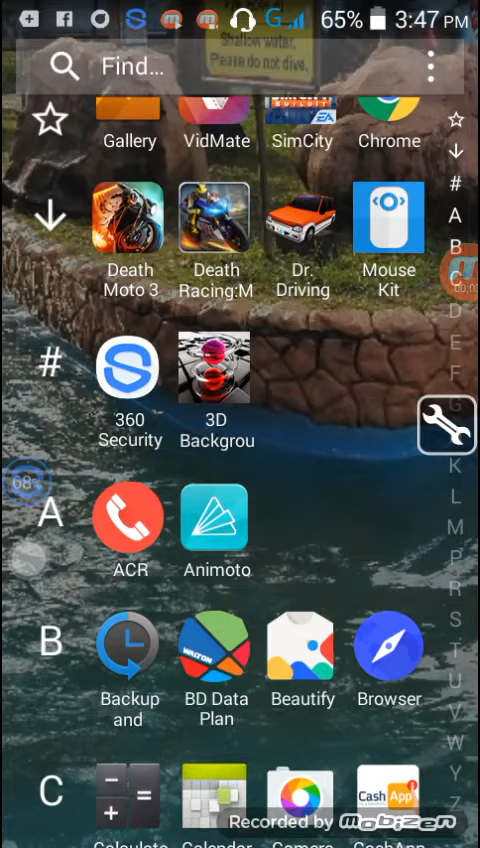 65% 3:47 PM
Shallow water.
Please do not dive.
Find...
Gallery VidMate SimCity Chrome
EA
#
A
B
Death Moto 3
Death Racing:M
Dr. Driving
Mouse Kit
D
E
F
G
#
360 Security
3D Backgrou
68%
K
L
M
P
R
S
T
U
V
W
Y
Z
A
ACR Animoto
B
WALTON
Backup and
BD Data Plan
Beautify
Browser
C
Cash App
Recorded by mobizen